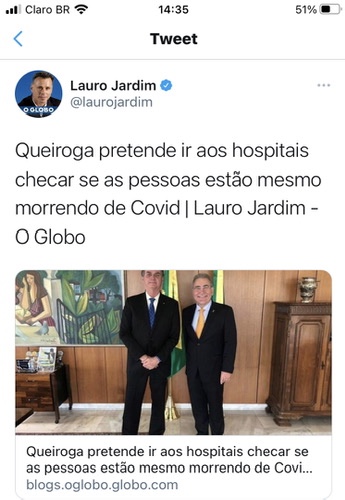 Claro BR
14:35
51%
Tweet
Lauro Jardim
O GLOBO
@laurojardim
Queiroga pretende ir aos hospitais
checar se as pessoas estão mesmo
morrendo de Covid | Lauro Jardim -
O Globo
Queiroga pretende ir aos hospitais checar se
as pessoas estão mesmo morrendo de Covi...
blogs.oglobo.globo.com